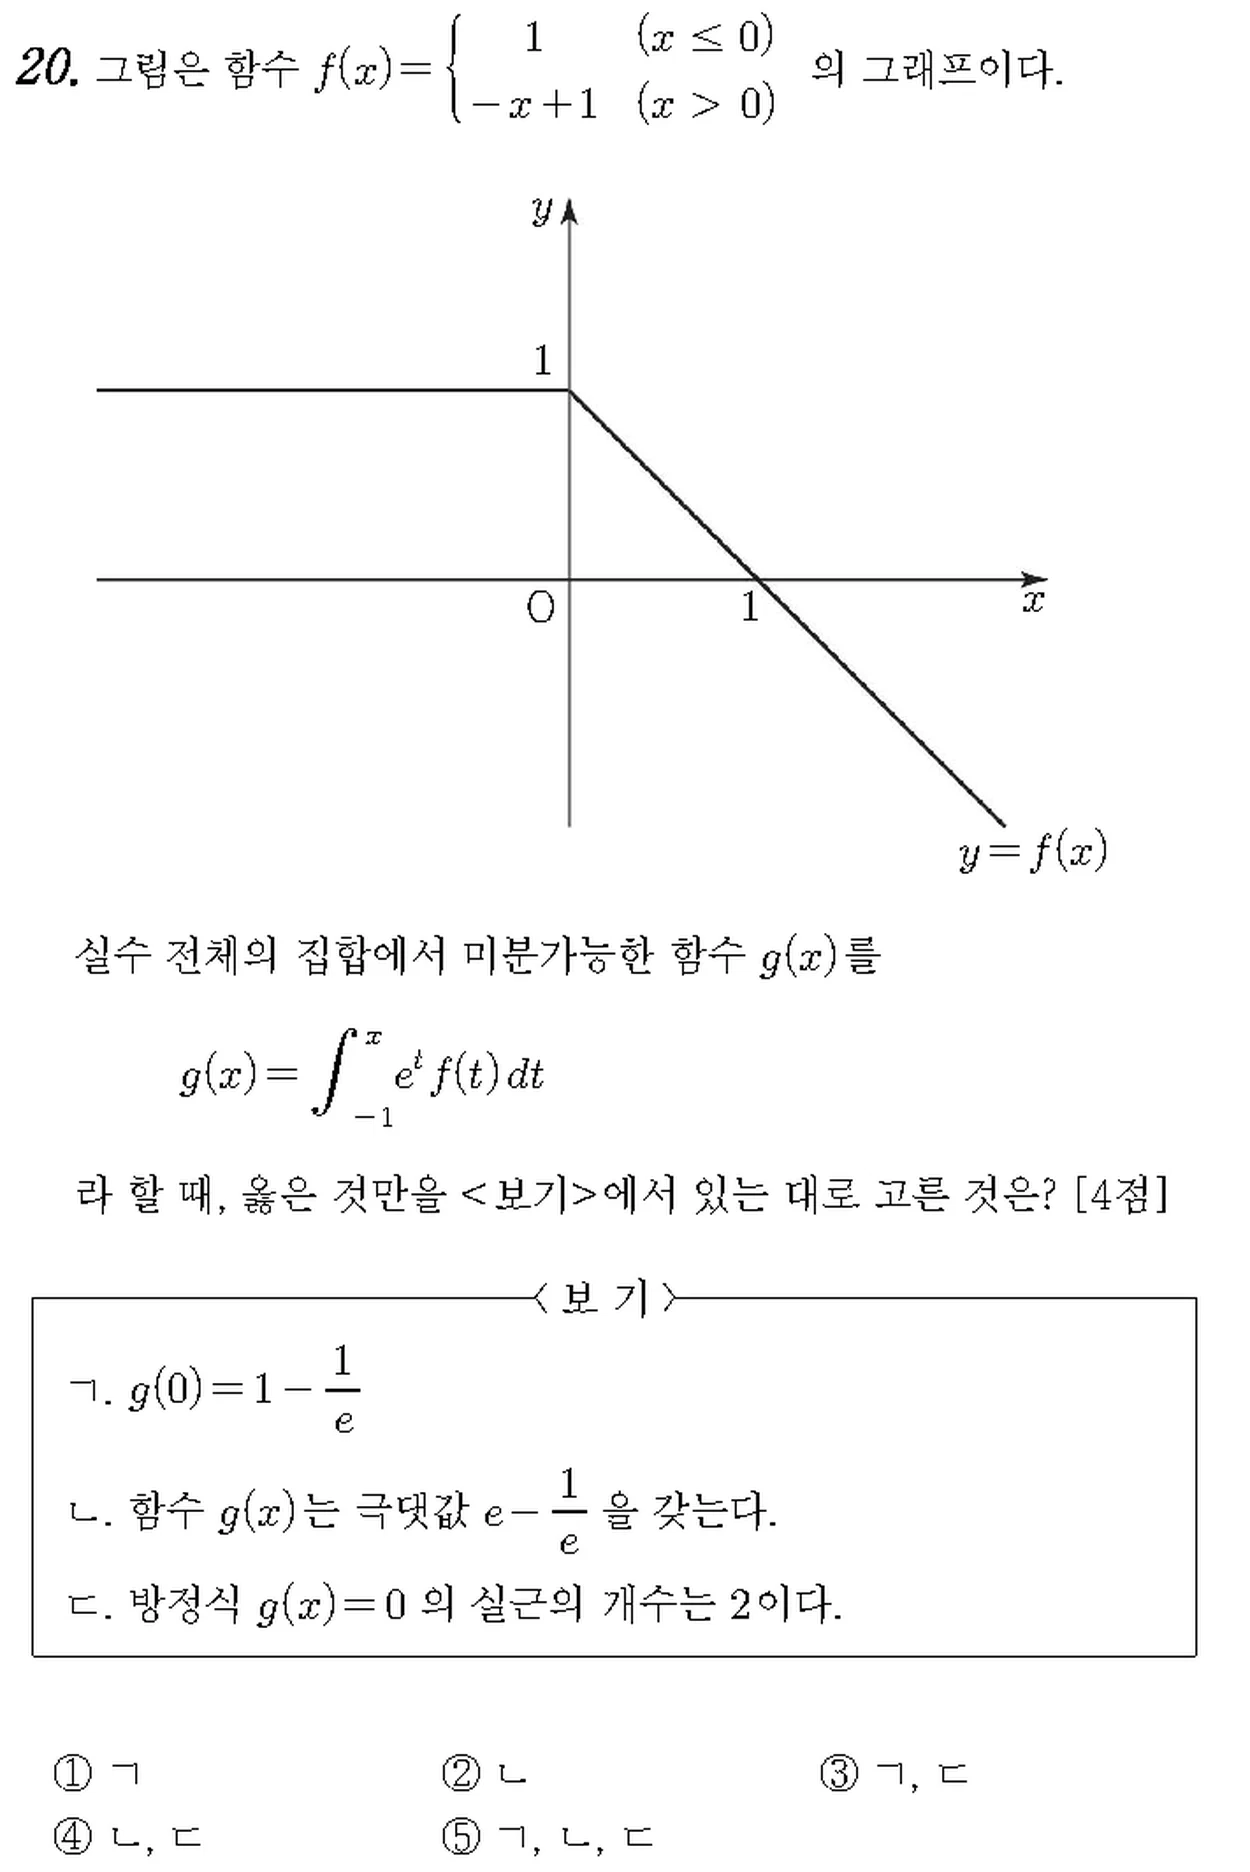 20. 그림은 함수 f(x)={ 1 (x ≤ 0)
-x+1 (x > 0) 의 그래프이다.
y
1
O
1
x
y=f(x)
실수 전체의 집합에서 미분가능한 함수 g(x)를
g(x)=∫_{-1}^{x} e^t f(t)dt
라 할 때, 옳은 것만을 <보기>에서 있는 대로 고른 것은? [4점]
〈보 기〉
ㄱ. g(0)=1-\frac{1}{e}
ㄴ. 함수 g(x)는 극댓값 e-\frac{1}{e} 을 갖는다.
ㄷ. 방정식 g(x)=0 의 실근의 개수는 2이다.
① ㄱ ② ㄴ ③ ㄱ, ㄷ
④ ㄴ, ㄷ ⑤ ㄱ, ㄴ, ㄷ